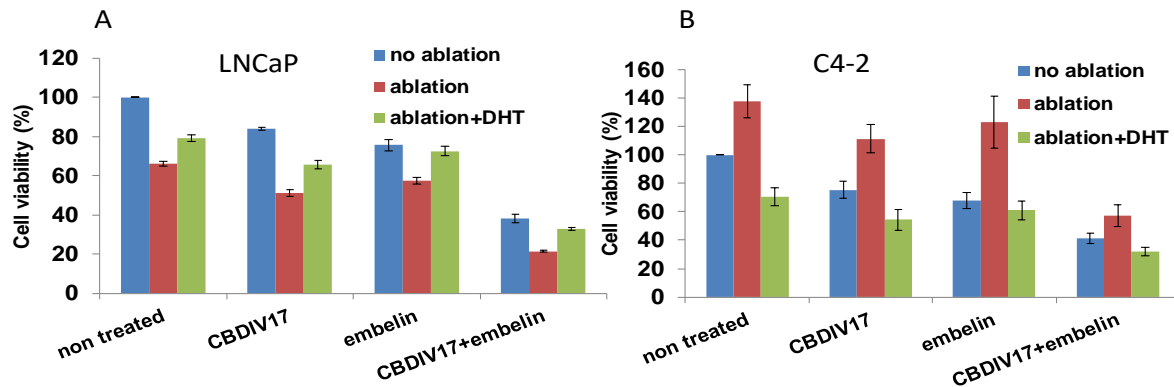 A
LNCaP
no ablation
ablation
ablation+DHT
Cell viability (%)
120
100
80
60
40
20
0
non treated
CBDIV17
embelin
CBDIV17+embelin
B
C4-2
no ablation
ablation
ablation+DHT
Cell viability (%)
160
140
120
100
80
60
40
20
0
non treated
CBDIV17
embelin
CBDIV17+embelin